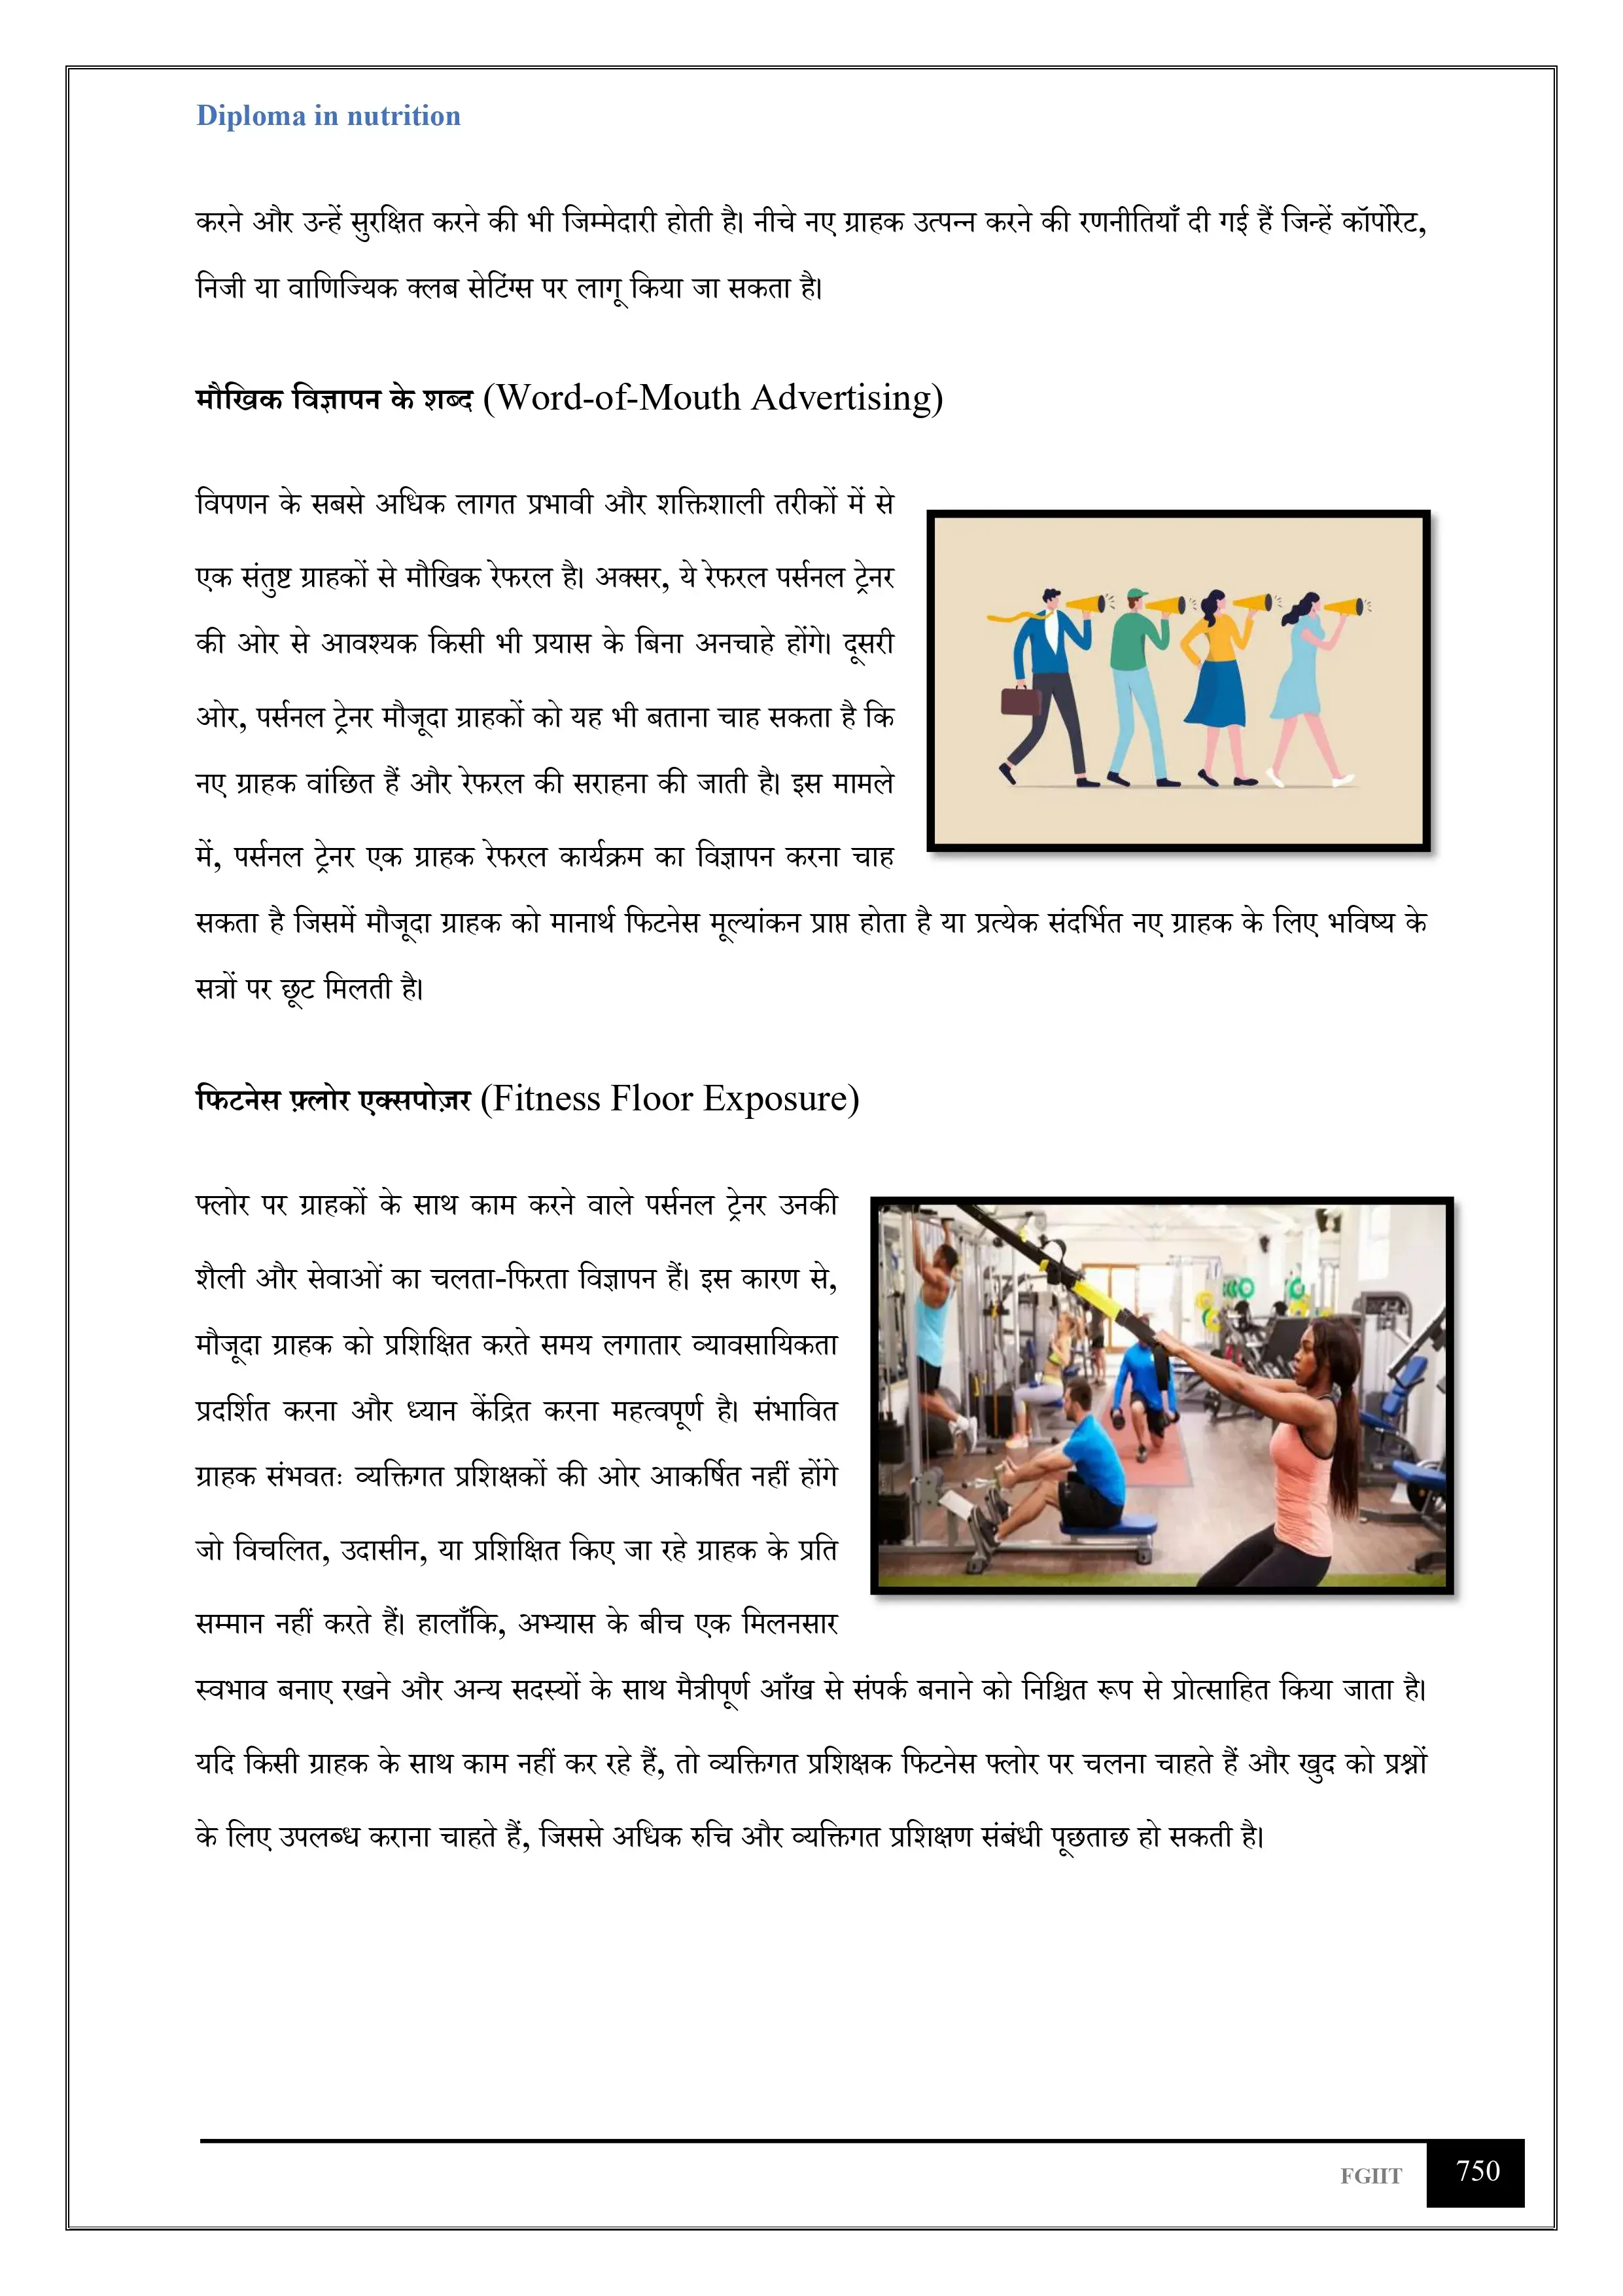 Diploma in nutrition
करने और उन्हें सुरक्षित करने की भी जिम्मेदारी होती है। नीचे नए ग्राहक उत्पन्न करने की रणनीतियाँ दी गई हैं जिन्हें कॉर्पोरेट,
निजी या वाणिज्यिक क्लब सेटिंग्स पर लागू किया जा सकता है।
मौखिक विज्ञापन के शब्द (Word-of-Mouth Advertising)
विपणन के सबसे अधिक लागत प्रभावी और शक्तिशाली तरीकों में से
एक संतुष्ट ग्राहकों से मौखिक रेफरल है। अक्सर, ये रेफरल पर्सनल ट्रेनर
की ओर से आवश्यक किसी भी प्रयास के बिना अनचाहे होंगे। दूसरी
ओर, पर्सनल ट्रेनर मौजूदा ग्राहकों को यह भी बताना चाह सकता है कि
नए ग्राहक वांछित हैं और रेफरल की सराहना की जाती है। इस मामले
में, पर्सनल ट्रेनर एक ग्राहक रेफरल कार्यक्रम का विज्ञापन करना चाह
सकता है जिसमें मौजूदा ग्राहक को मानार्थ फिटनेस मूल्यांकन प्राप्त होता है या प्रत्येक संदर्भित नए ग्राहक के लिए भविष्य के
सत्रों पर छूट मिलती है।
फिटनेस फ़्लोर एक्सपोज़र (Fitness Floor Exposure)
फ्लोर पर ग्राहकों के साथ काम करने वाले पर्सनल ट्रेनर उनकी
शैली और सेवाओं का चलता-फिरता विज्ञापन हैं। इस कारण से,
मौजूदा ग्राहक को प्रशिक्षित करते समय लगातार व्यावसायिकता
प्रदर्शित करना और ध्यान केंद्रित करना महत्वपूर्ण है। संभावित
ग्राहक संभवतः व्यक्तिगत प्रशिक्षकों की ओर आकर्षित नहीं होंगे
जो विचलित, उदासीन, या प्रशिक्षित किए जा रहे ग्राहक के प्रति
सम्मान नहीं करते हैं। हालाँकि, अभ्यास के बीच एक मिलनसार
स्वभाव बनाए रखने और अन्य सदस्यों के साथ मैत्रीपूर्ण आँख से संपर्क बनाने को निश्चित रूप से प्रोत्साहित किया जाता है।
यदि किसी ग्राहक के साथ काम नहीं कर रहे हैं, तो व्यक्तिगत प्रशिक्षक फिटनेस फ्लोर पर चलना चाहते हैं और खुद को प्रश्नों
के लिए उपलब्ध कराना चाहते हैं, जिससे अधिक रुचि और व्यक्तिगत प्रशिक्षण संबंधी पूछताछ हो सकती है।
FGIIT 750